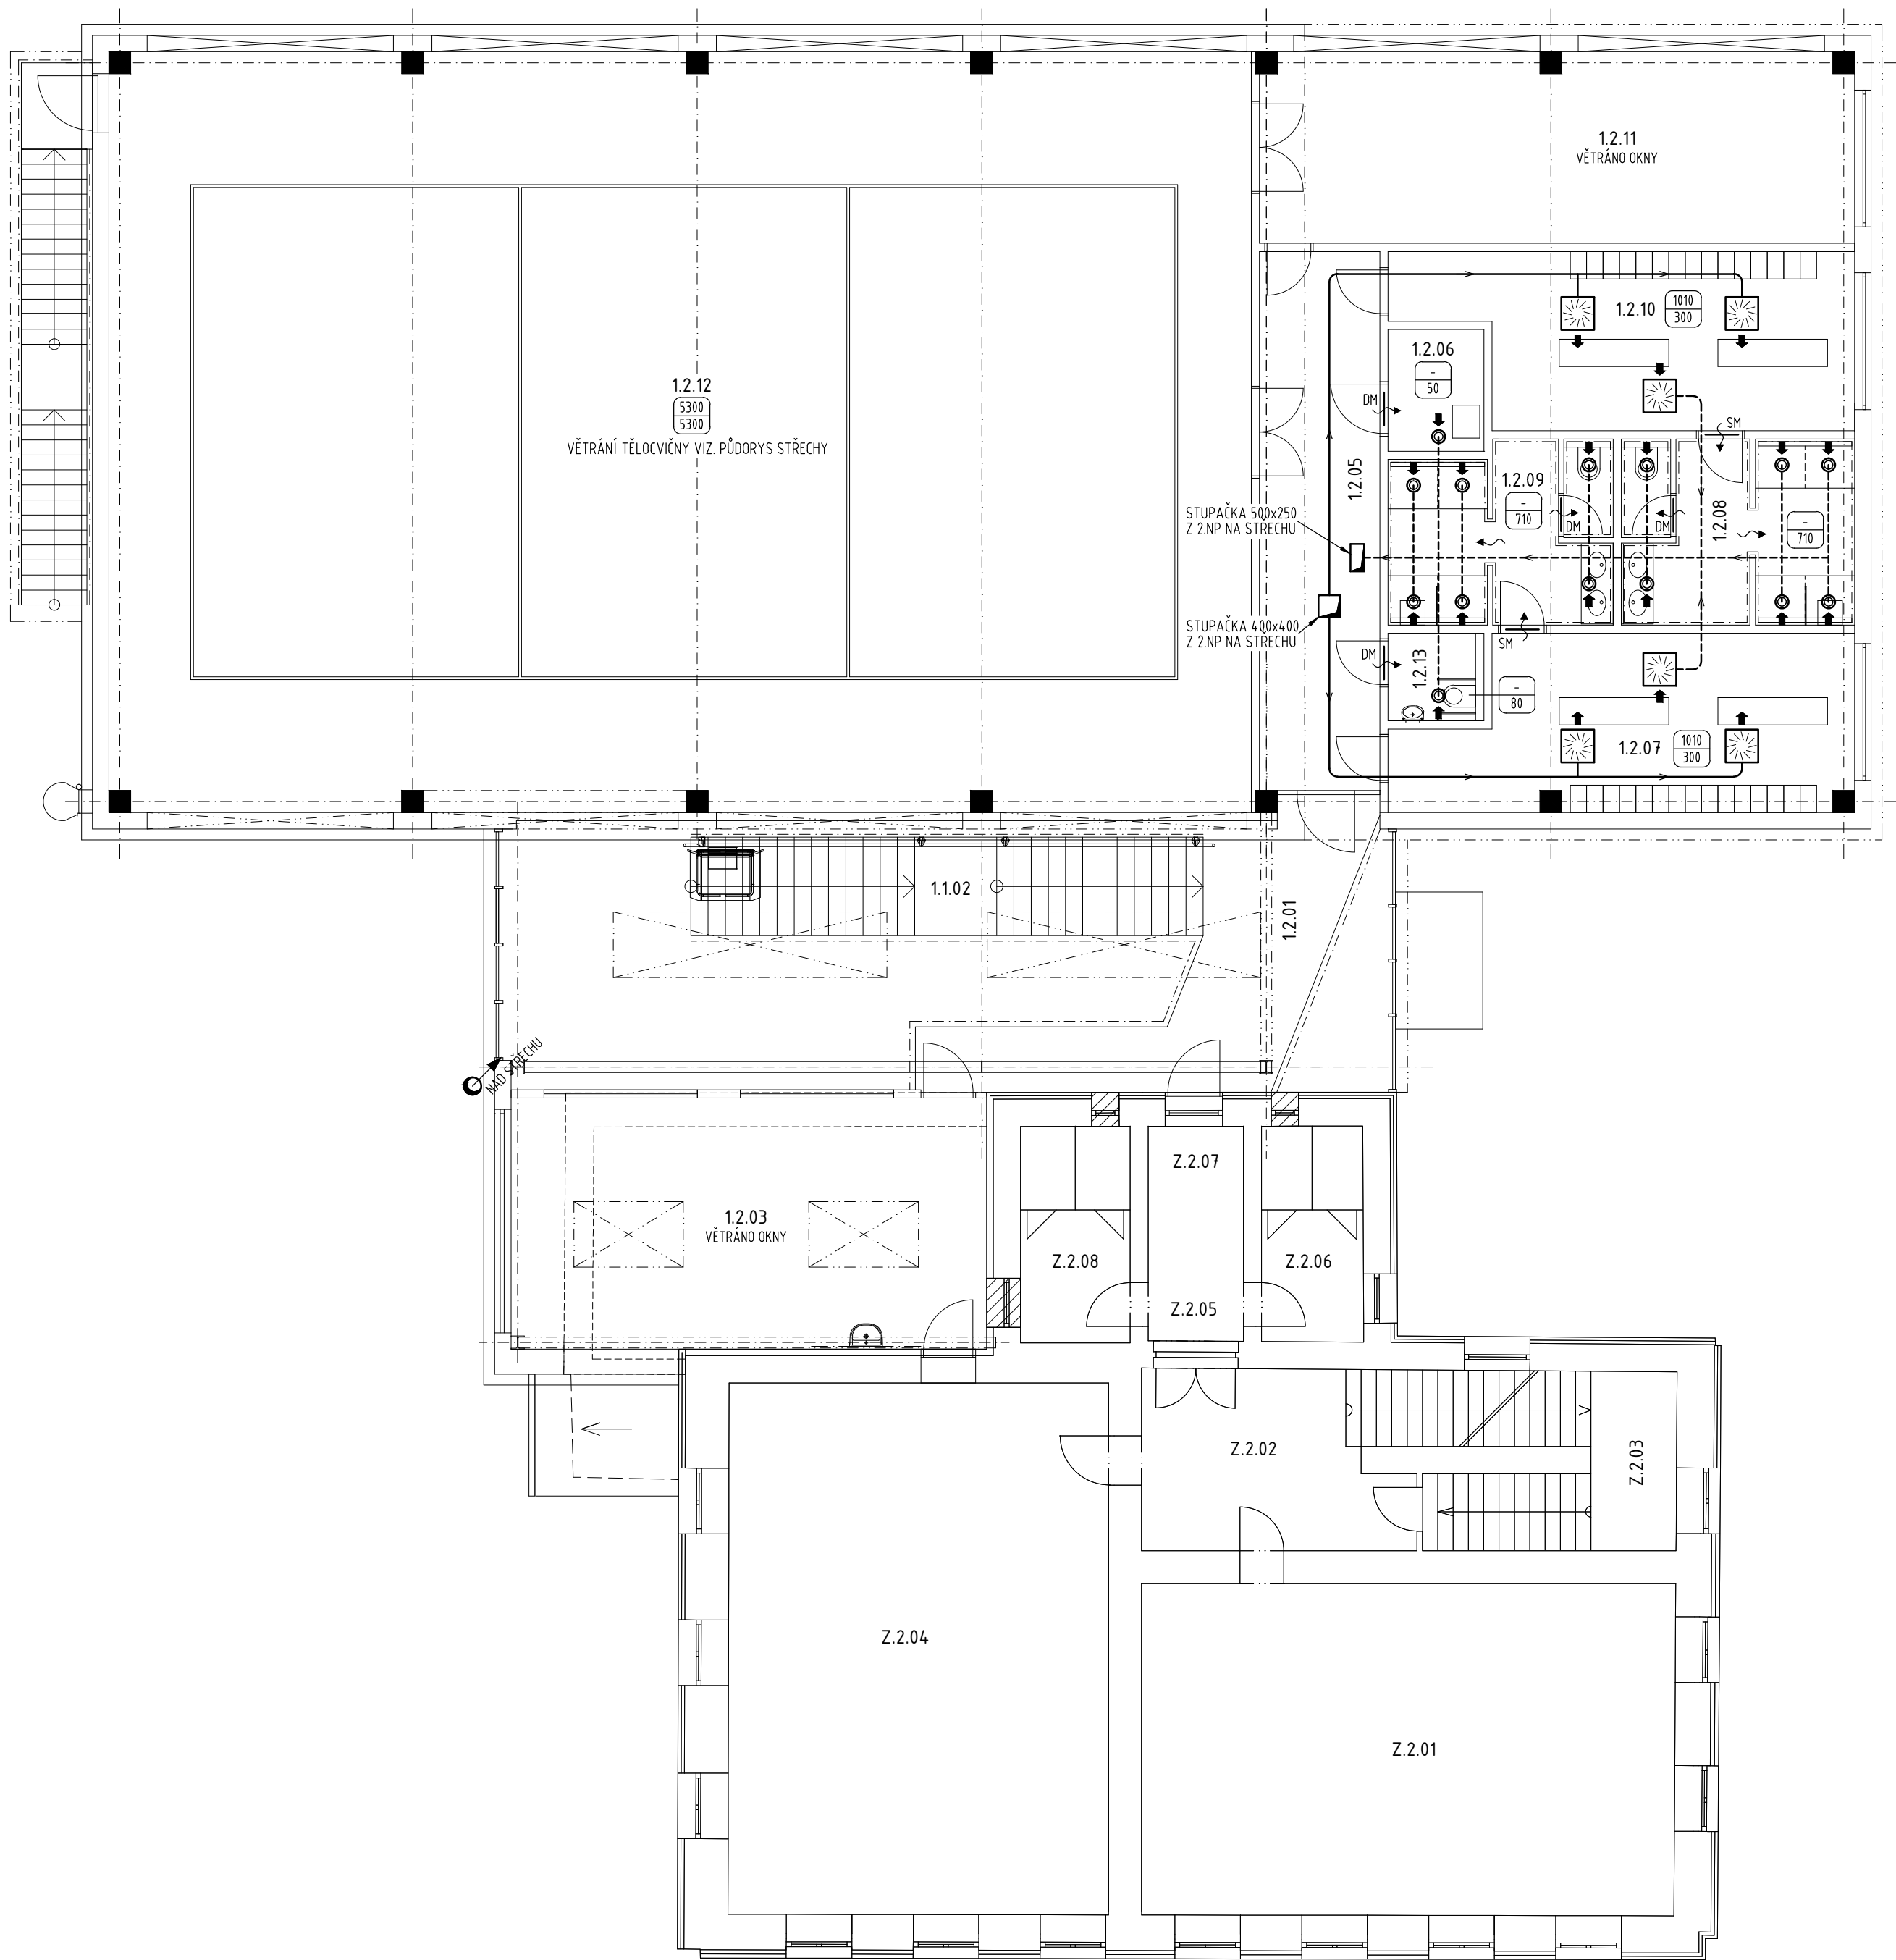 1.2.11
VĚTRÁNO OKNY
1.2.10
1010
300
1.2.06
-
50
DM
SM
1.2.12
5300
5300
VĚTRÁNÍ TĚLOCVIČNY VIZ. PŮDORYS STŘECHY
1.2.05
1.2.09
-
710
DM
DM
1.2.08
-
710
STUPAČKA 500x250
Z 2.NP NA STŘECHU
STUPAČKA 400x400
Z 2.NP NA STŘECHU
DM
1.2.13
SM
-
80
1.2.07
1010
300
1.1.02
1.2.01
NAD STŘECHU
1.2.03
VĚTRÁNO OKNY
Z.2.07
Z.2.08
Z.2.06
Z.2.05
Z.2.02
Z.2.03
Z.2.04
Z.2.01